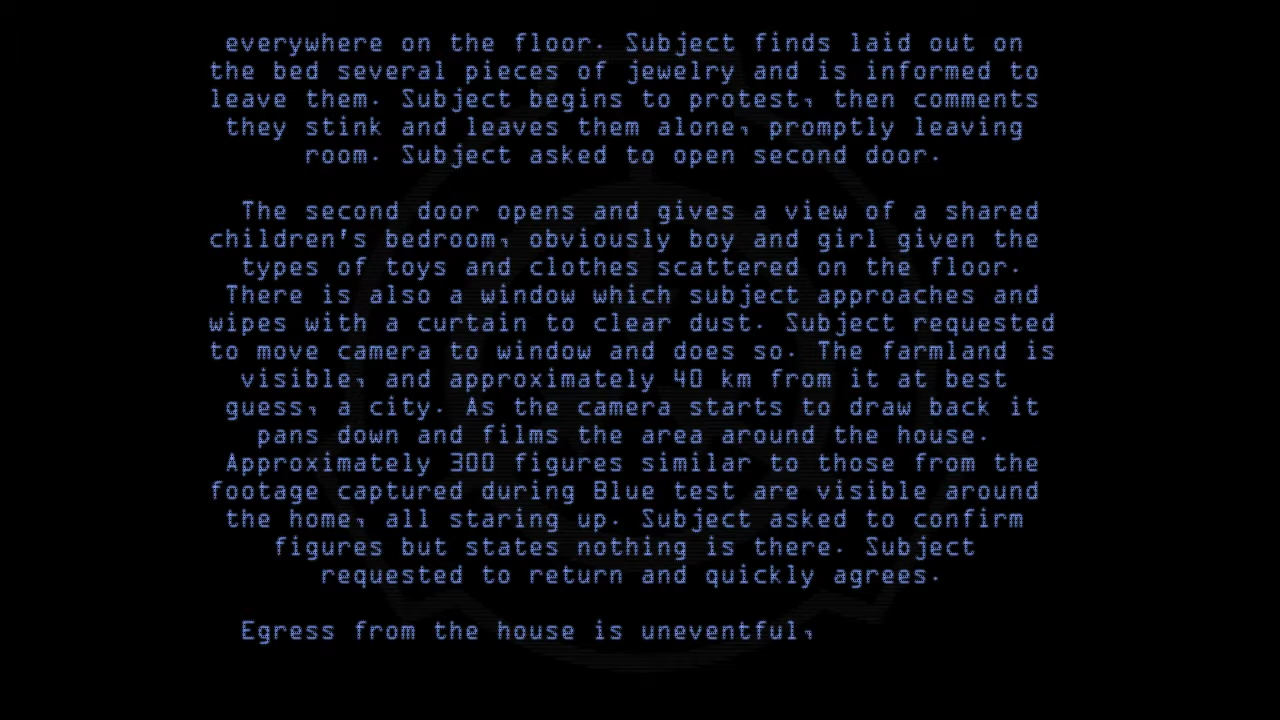 everywhere on the floor. Subject finds laid out on
the bed several pieces of jewelry and is informed to
leave them. Subject begins to protest, then comments
they stink and leaves them alone, promptly leaving
room. Subject asked to open second door.
The second door opens and gives a view of a shared
children's bedroom, obviously boy and girl given the
types of toys and clothes scattered on the floor.
There is also a window which subject approaches and
wipes with a curtain to clear dust. Subject requested
to move camera to window and does so. The farmland is
visible, and approximately 40 km from it at best
guess, a city. As the camera starts to draw back it
pans down and films the area around the house.
Approximately 300 figures similar to those from the
footage captured during Blue test are visible around
the home, all staring up. Subject asked to confirm
figures but states nothing is there. Subject
requested to return and quickly agrees.
Egress from the house is uneventful,